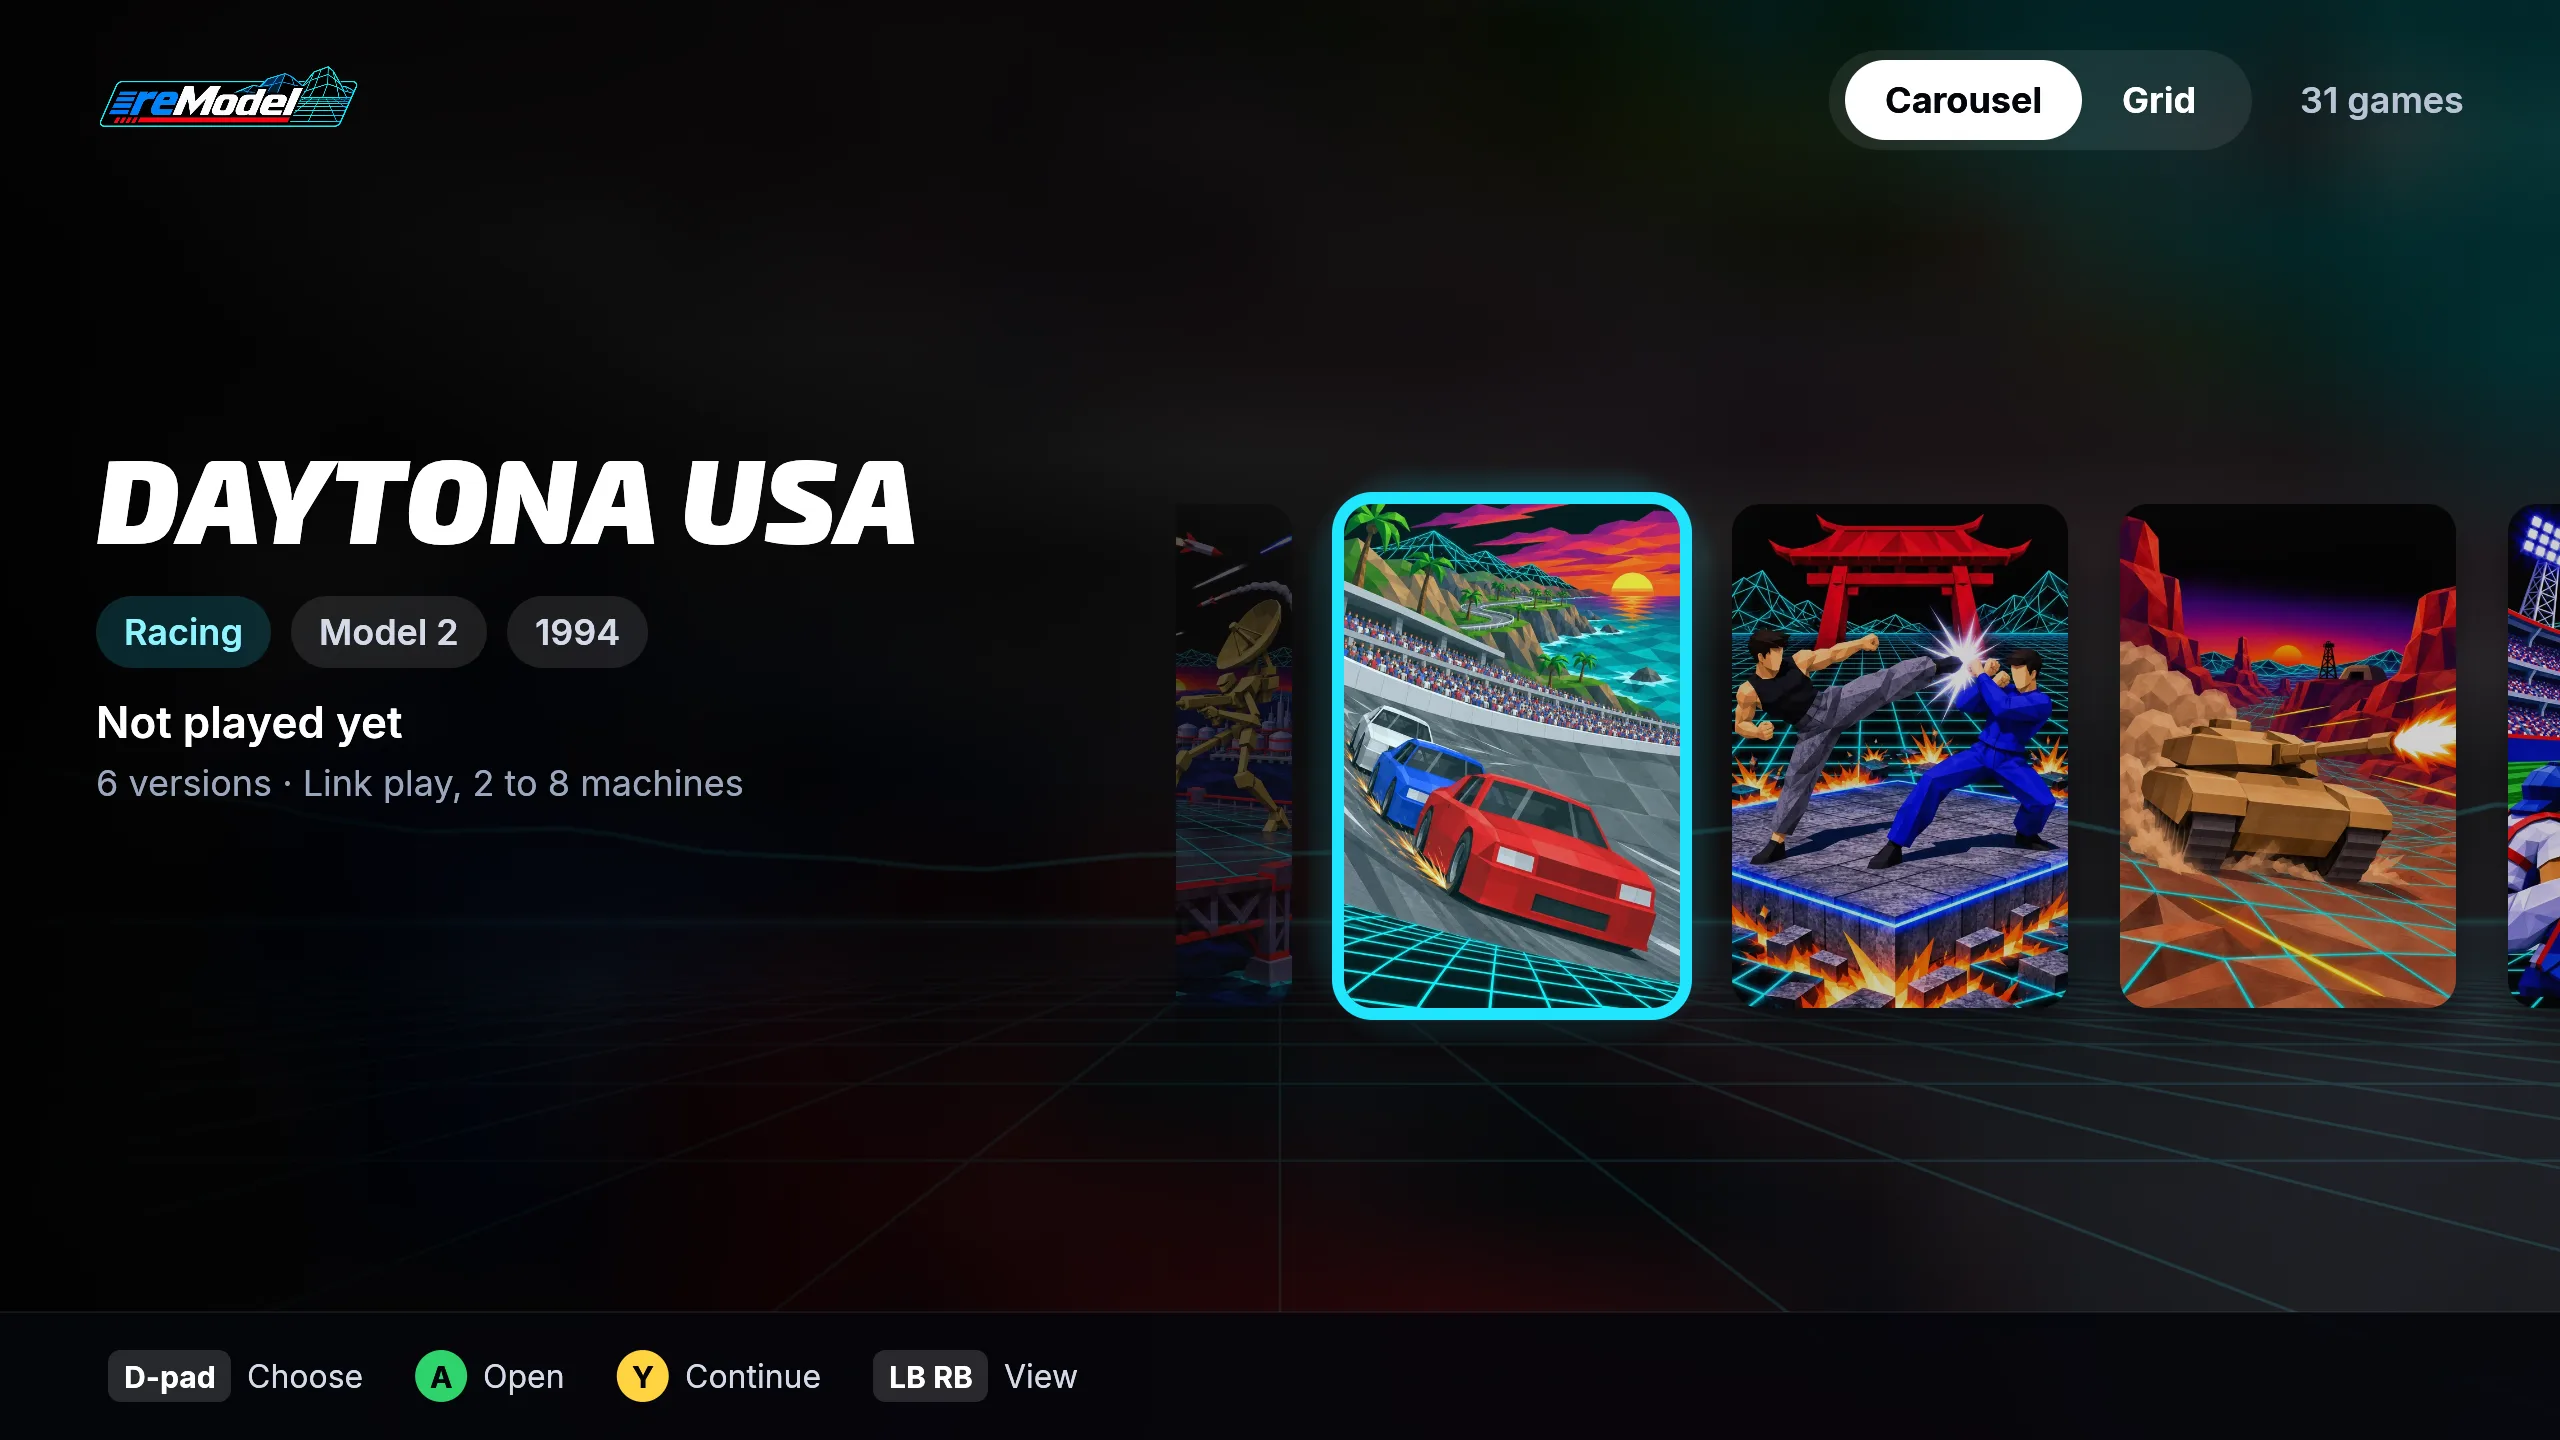 reModel
Carousel
Grid
31 games
DAYTONA USA
Racing
Model 2
1994
Not played yet
6 versions · Link play, 2 to 8 machines
D-pad Choose
A Open
Y Continue
LB RB View